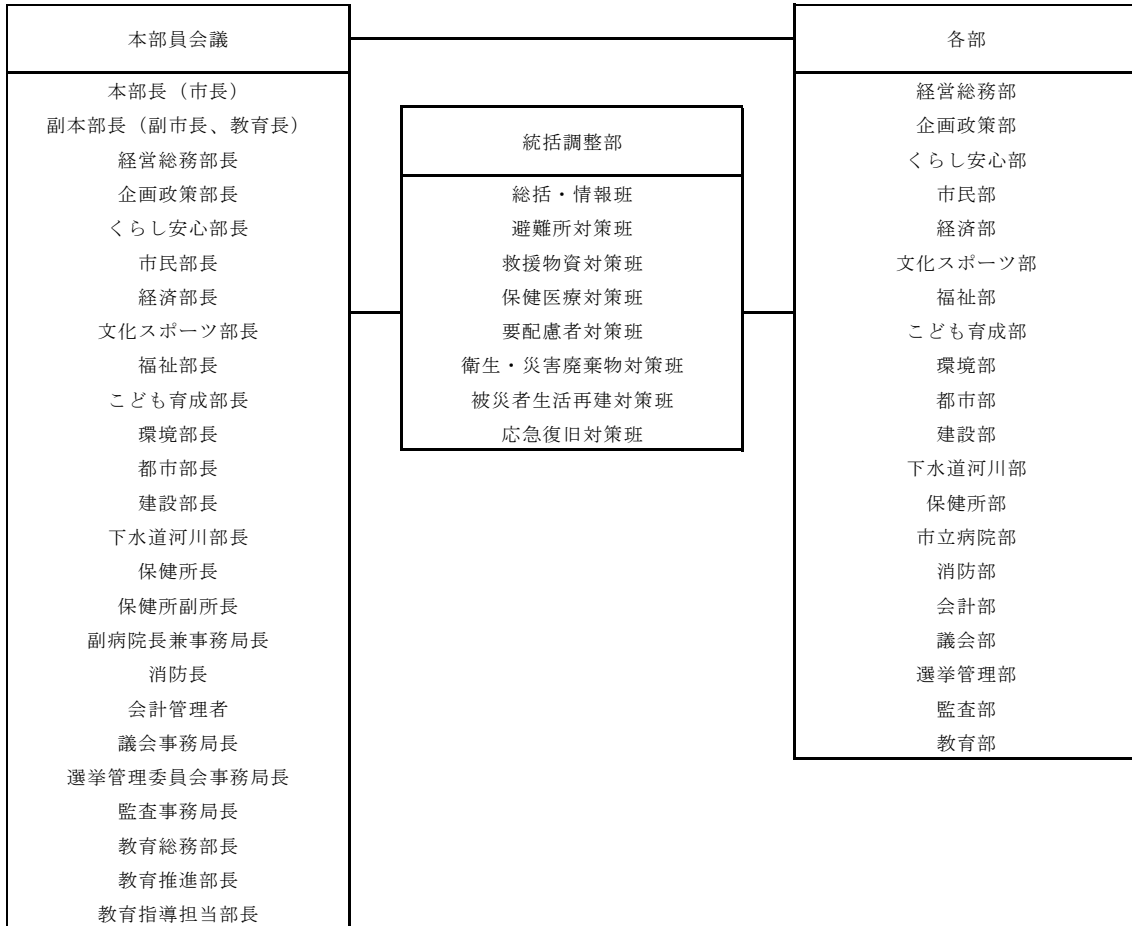 本部員会議
本部長（市長）
副本部長（副市長、教育長）
経営総務部長
企画政策部長
くらし安心部長
市民部長
経済部長
文化スポーツ部長
福祉部長
こども育成部長
環境部長
都市部長
建設部長
下水道河川部長
保健所長
保健所副所長
副病院長兼事務局長
消防長
会計管理者
議会事務局長
選挙管理委員会事務局長
監査事務局長
教育総務部長
教育推進部長
教育指導担当部長
統括調整部
総括・情報班
避難所対策班
救援物資対策班
保健医療対策班
要配慮者対策班
衛生・災害廃棄物対策班
被災者生活再建対策班
応急復旧対策班
各部
経営総務部
企画政策部
くらし安心部
市民部
経済部
文化スポーツ部
福祉部
こども育成部
環境部
都市部
建設部
下水道河川部
保健所部
市立病院部
消防部
会計部
議会部
選挙管理部
監査部
教育部